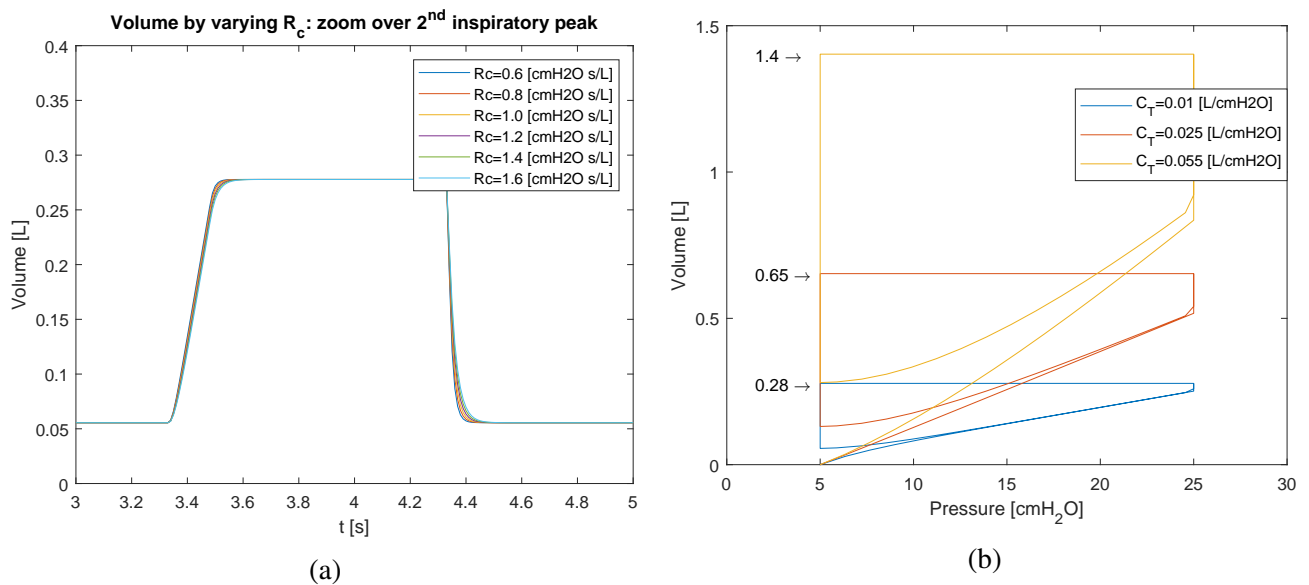 Volume by varying R_c: zoom over 2^nd inspiratory peak
0.4
0.35
0.3
0.25
0.2
0.15
0.1
0.05
0
Volume [L]
Rc=0.6 [cmH2O s/L]
Rc=0.8 [cmH2O s/L]
Rc=1.0 [cmH2O s/L]
Rc=1.2 [cmH2O s/L]
Rc=1.4 [cmH2O s/L]
Rc=1.6 [cmH2O s/L]
3 3.2 3.4 3.6 3.8 4 4.2 4.4 4.6 4.8 5
t [s]
(a)
1.5
1
0.5
0
Volume [L]
1.4 →
0.65 →
0.28 →
C_T=0.01 [L/cmH2O]
C_T=0.025 [L/cmH2O]
C_T=0.055 [L/cmH2O]
0 5 10 15 20 25 30
Pressure [cmH_2O]
(b)